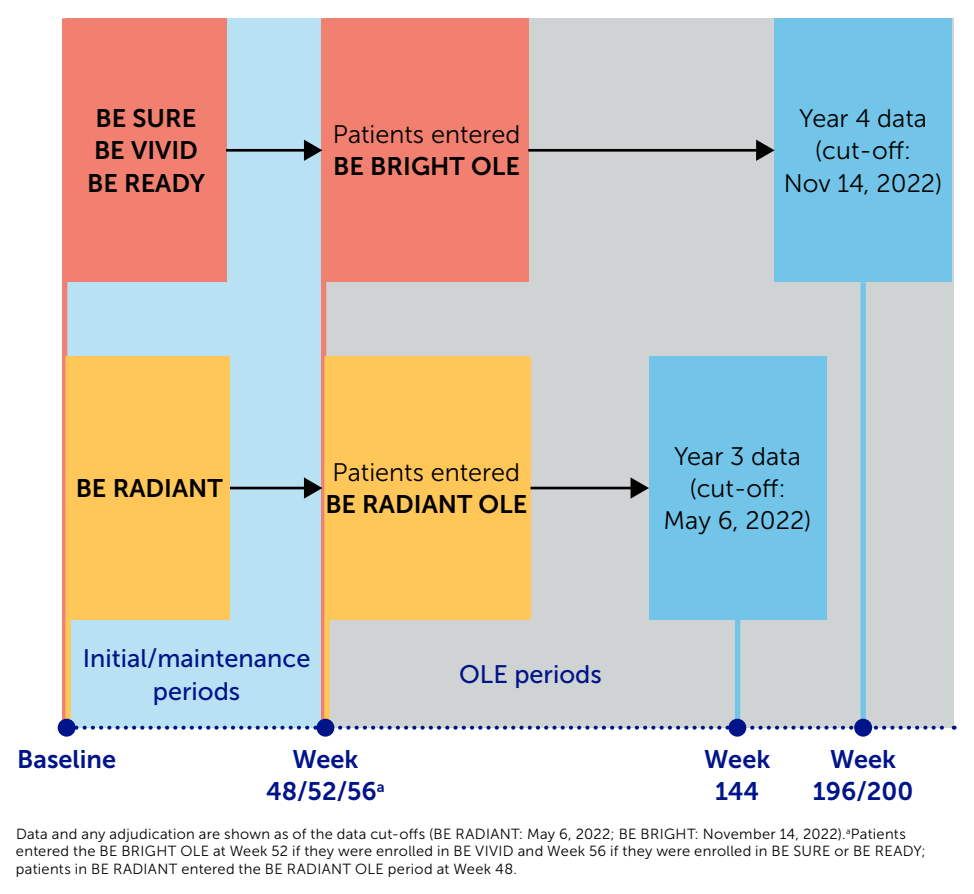 BE SURE
BE VIVID
BE READY
Patients entered
BE BRIGHT OLE
Year 4 data
(cut-off:
Nov 14, 2022)
BE RADIANT
Patients entered
BE RADIANT OLE
Year 3 data
(cut-off:
May 6, 2022)
Initial/maintenance
periods
OLE periods
Baseline
Week
48/52/56ᵃ
Week
144
Week
196/200
Data and any adjudication are shown as of the data cut-offs (BE RADIANT: May 6, 2022; BE BRIGHT: November 14, 2022).ᵃPatients
entered the BE BRIGHT OLE at Week 52 if they were enrolled in BE VIVID and Week 56 if they were enrolled in BE SURE or BE READY;
patients in BE RADIANT entered the BE RADIANT OLE period at Week 48.